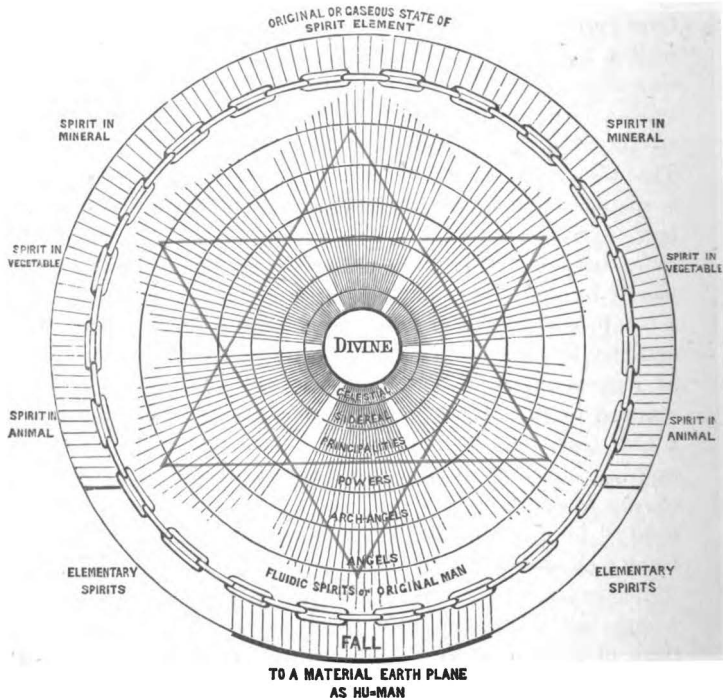 ORIGINAL OR GASEOUS STATE OF
SPIRIT ELEMENT
SPIRIT IN
MINERAL
SPIRIT IN
MINERAL
SPIRIT IN
VEGETABLE
SPIRIT IN
VEGETABLE
DIVINE
CELESTIAL
SIDEREAL
SPIRIT IN
ANIMAL
SPIRIT IN
ANIMAL
PRINCIPALITIES
POWERS
ARCH-ANGELS
ANGELS
FLUIDIC SPIRITS or ORIGINAL MAN
ELEMENTARY
SPIRITS
ELEMENTARY
SPIRITS
FALL
TO A MATERIAL EARTH PLANE
AS HU=MAN